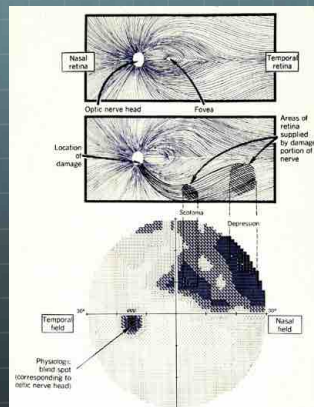 Nasal
retina
Temporal
retina
Optic nerve head
Fovea
Location
of
damage
Areas of
retina
supplied
by damaged
portion of
nerve
Scotoma
Depression
30°
30°
Temporal
field
Nasal
field
Physiologic
blind spot
(corresponding to
optic nerve head)